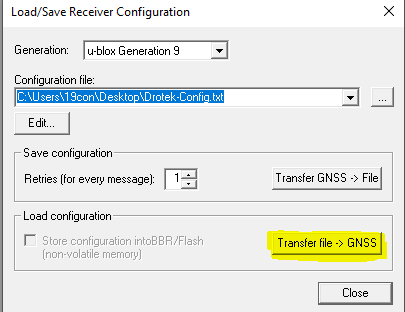 Load/Save Receiver Configuration
Generation: u-blox Generation 9
Configuration file:
C:\Users\19con\Desktop\Drotek-Config.txt
...
Edit...
Save configuration
Retries (for every message): 1 Transfer GNSS -> File
Load configuration
Store configuration intoBBR/Flash
(non-volatile memory)
Transfer file -> GNSS
Close